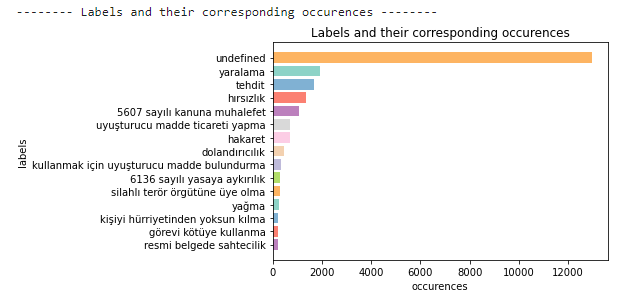 -------- Labels and their corresponding occurences --------
Labels and their corresponding occurences
undefined
yaralama
tehdit
hırsızlık
5607 sayılı kanuna muhalefet
uyuşturucu madde ticareti yapma
hakaret
dolandırıcılık
kullanmak için uyuşturucu madde bulundurma
6136 sayılı yasaya aykırılık
silahlı terör örgütüne üye olma
yağma
kişiyi hürriyetinden yoksun kılma
görevi kötüye kullanma
resmi belgede sahtecilik
labels
0 2000 4000 6000 8000 10000 12000
occurences